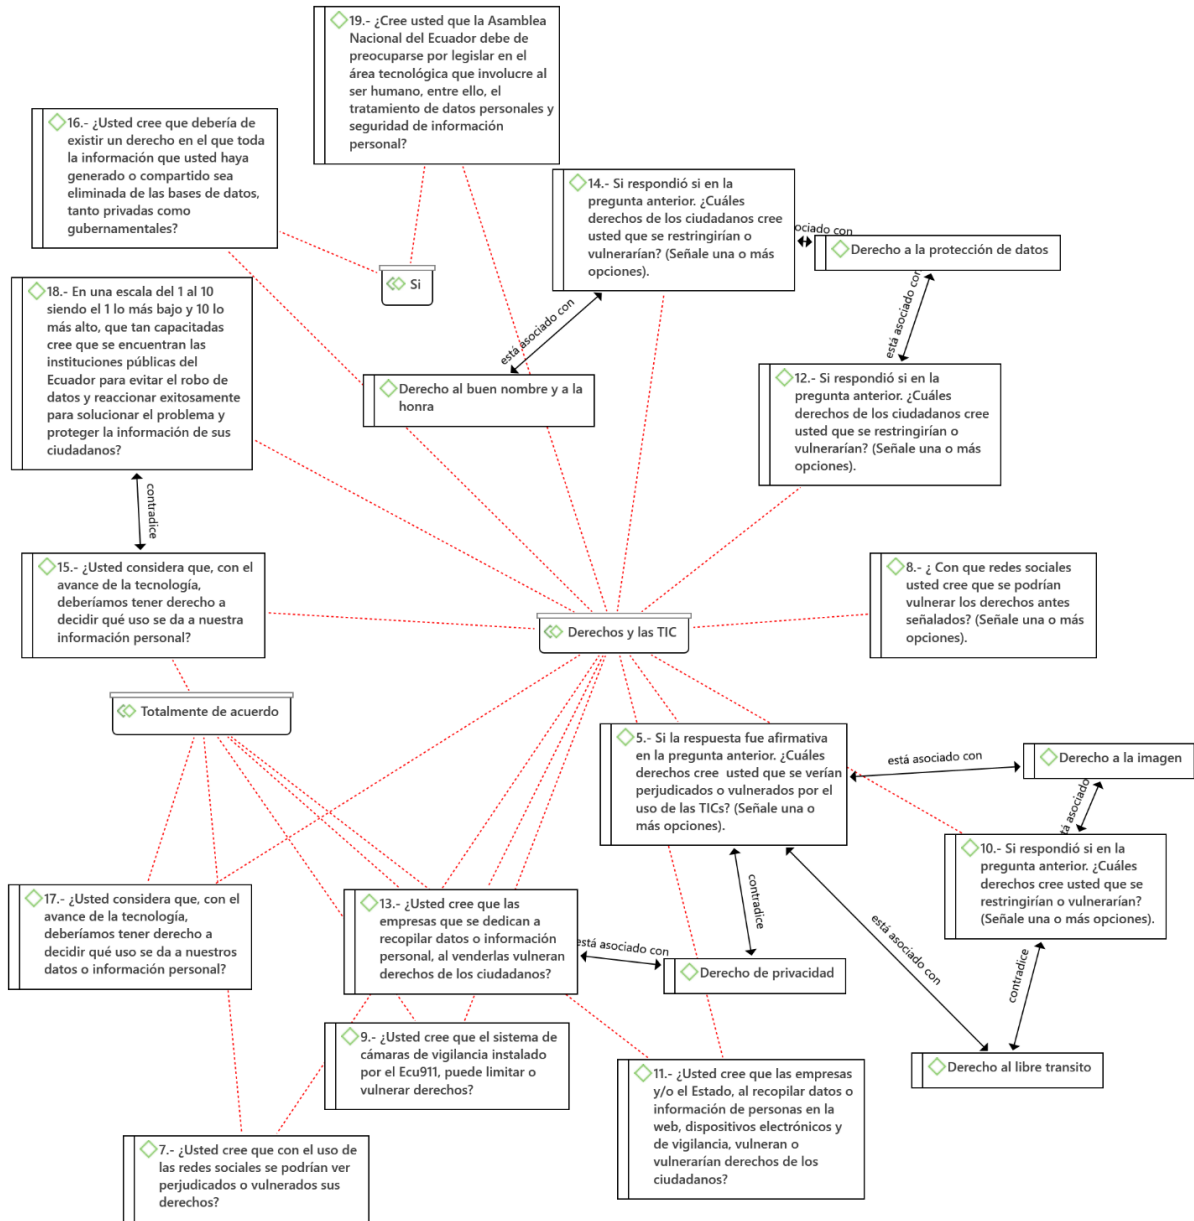 19.- ¿Cree usted que la Asamblea
Nacional del Ecuador debe de
preocuparse por legislar en el
área tecnológica que involucre al
ser humano, entre ello, el
tratamiento de datos personales y
seguridad de información
personal?
16.- ¿Usted cree que debería de
existir un derecho en el que toda
la información que usted haya
generado o compartido sea
eliminada de las bases de datos,
tanto privadas como
gubernamentales?
14.- Si respondió si en la
pregunta anterior. ¿Cuáles
derechos de los ciudadanos cree
usted que se restringirían o
vulnerarían? (Señale una o más
opciones).
asociado con
Derecho a la protección de datos
Si
18.- En una escala del 1 al 10
siendo el 1 lo más bajo y 10 lo
más alto, que tan capacitadas
cree que se encuentran las
instituciones públicas del
Ecuador para evitar el robo de
datos y reaccionar exitosamente
para solucionar el problema y
proteger la información de sus
ciudadanos?
está asociado con
está asociado con
Derecho al buen nombre y a la
honra
12.- Si respondió si en la
pregunta anterior. ¿Cuáles
derechos de los ciudadanos cree
usted que se restringirían o
vulnerarían? (Señale una o más
opciones).
contradice
15.- ¿Usted considera que, con el
avance de la tecnología,
deberíamos tener derecho a
decidir qué uso se da a nuestra
información personal?
Derechos y las TIC
8.- ¿ Con que redes sociales
usted cree que se podrían
vulnerar los derechos antes
señalados? (Señale una o más
opciones).
Totalmente de acuerdo
5.- Si la respuesta fue afirmativa
en la pregunta anterior. ¿Cuáles
derechos cree  usted que se verían
perjudicados o vulnerados por el
uso de las TICs? (Señale una o
más opciones).
está asociado con
Derecho a la imagen
asociado
10.- Si respondió si en la
pregunta anterior. ¿Cuáles
derechos cree usted que se
restringirían o vulnerarían?
(Señale una o más opciones).
17.- ¿Usted considera que, con el
avance de la tecnología,
deberíamos tener derecho a
decidir qué uso se da a nuestros
datos o información personal?
13.- ¿Usted cree que las
empresas que se dedican a
recopilar datos o información
personal, al venderlas vulneran
derechos de los ciudadanos?
contradice
está asociado con
está asociado con
contradice
Derecho de privacidad
9.- ¿Usted cree que el sistema de
cámaras de vigilancia instalado
por el Ecu911, puede limitar o
vulnerar derechos?
Derecho al libre transito
11.- ¿Usted cree que las empresas
y/o el Estado, al recopilar datos o
información de personas en la
web, dispositivos electrónicos y
de vigilancia, vulneran o
vulnerarían derechos de los
ciudadanos?
7.- ¿Usted cree que con el uso de
las redes sociales se podrían ver
perjudicados o vulnerados sus
derechos?